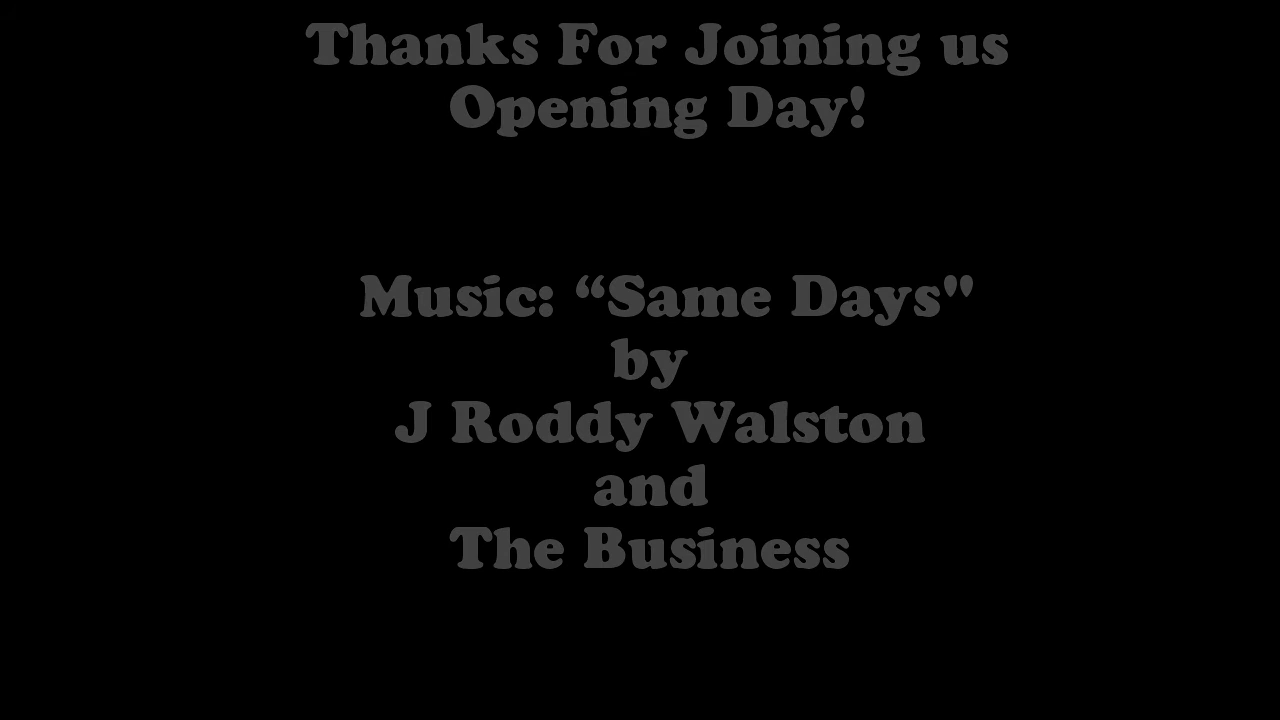 Thanks For Joining us
Opening Day!
Music: “Same Days"
by
J Roddy Walston
and
The Business